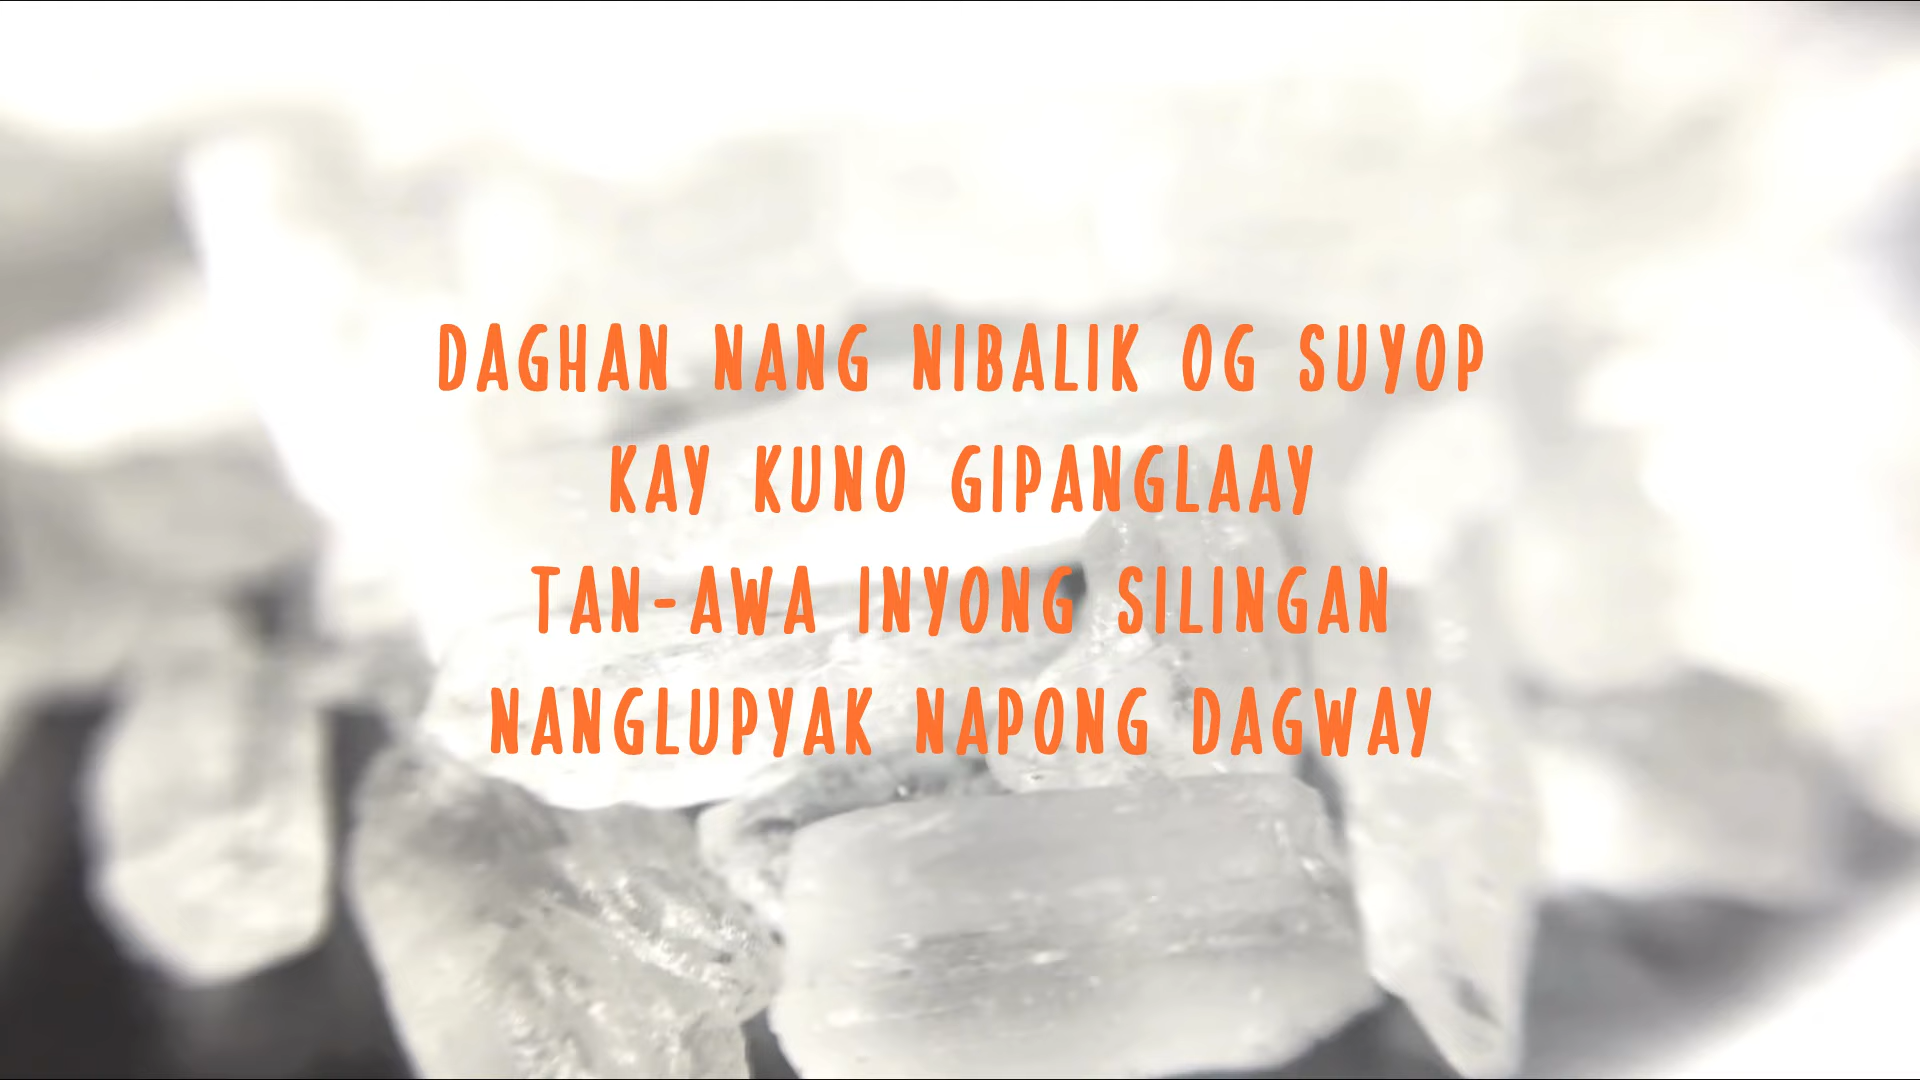 DAGHAN NANG NIBALIK OG SUYOP
KAY KUNO GIPANGLAAY
TAN-AWA INYONG SILINGAN
NANGLUPYAK NAPONG DAGWAY